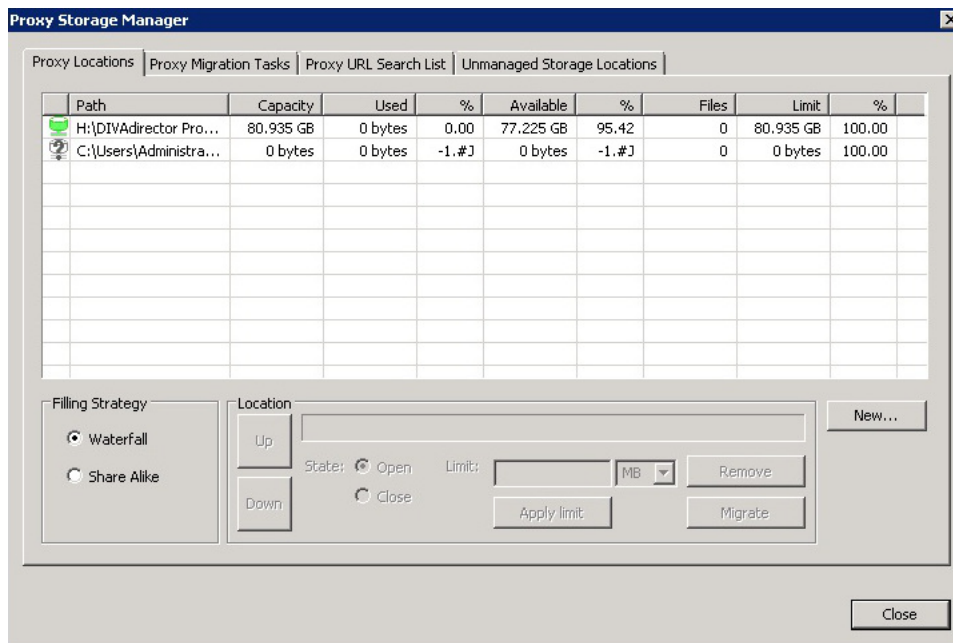 Proxy Storage Manager
Proxy Locations Proxy Migration Tasks Proxy URL Search List Unmanaged Storage Locations
Path Capacity Used % Available % Files Limit %
H:\DIVAdirector Pro... 80.935 GB 0 bytes 0.00 77.225 GB 95.42 0 80.935 GB 100.00
C:\Users\Administra... 0 bytes 0 bytes -1.#J 0 bytes -1.#J 0 0 bytes 100.00
Filling Strategy
Waterfall
Share Alike
Location
Up
Down
State: Open
Close
Limit: MB
Apply limit
Remove
Migrate
New...
Close